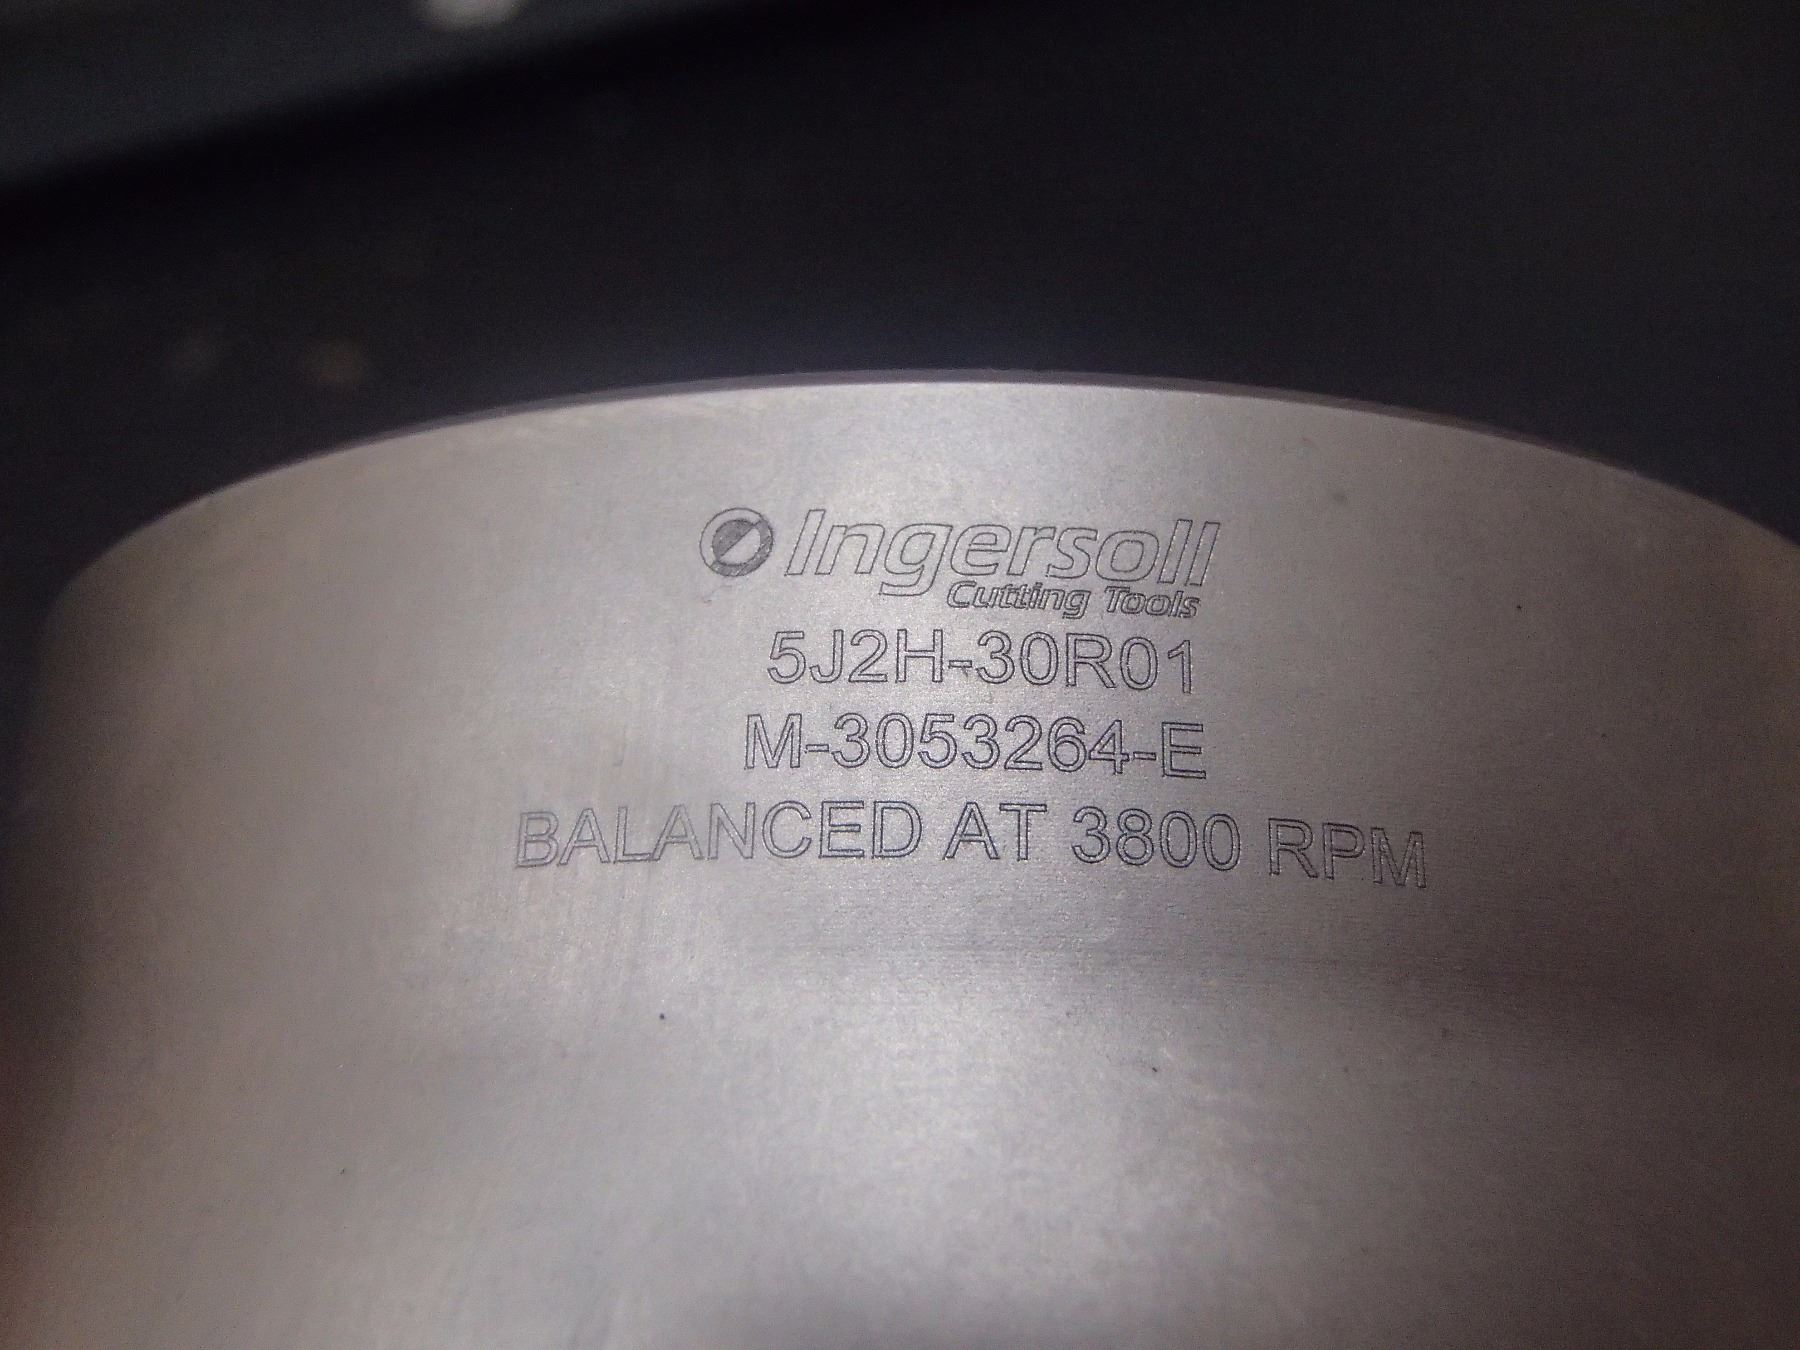 Ingersoll
Cutting Tools
5J2H-30R01
M-3053264-E
BALANCED AT 3800 RPM